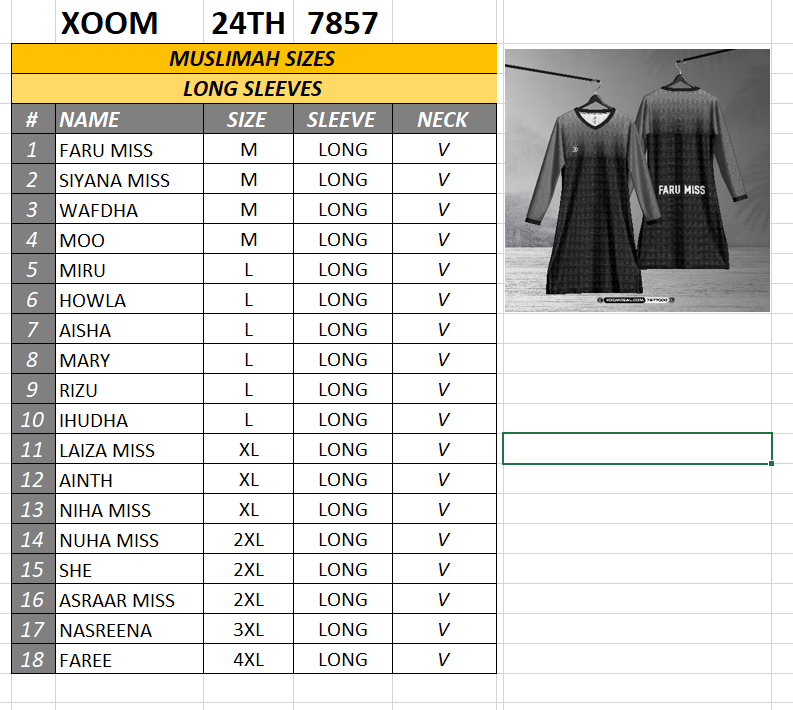 XOOM 24TH 7857
MUSLIMAH SIZES
LONG SLEEVES
# NAME SIZE SLEEVE NECK
1 FARU MISS M LONG V
2 SIYANA MISS M LONG V
3 WAFDHA M LONG V
4 MOO M LONG V
5 MIRU L LONG V
6 HOWLA L LONG V
7 AISHA L LONG V
8 MARY L LONG V
9 RIZU L LONG V
10 IHUDHA L LONG V
11 LAIZA MISS XL LONG V
12 AINTH XL LONG V
13 NIHA MISS XL LONG V
14 NUHA MISS 2XL LONG V
15 SHE 2XL LONG V
16 ASRAAR MISS 2XL LONG V
17 NASREENA 3XL LONG V
18 FAREE 4XL LONG V
FARU MISS